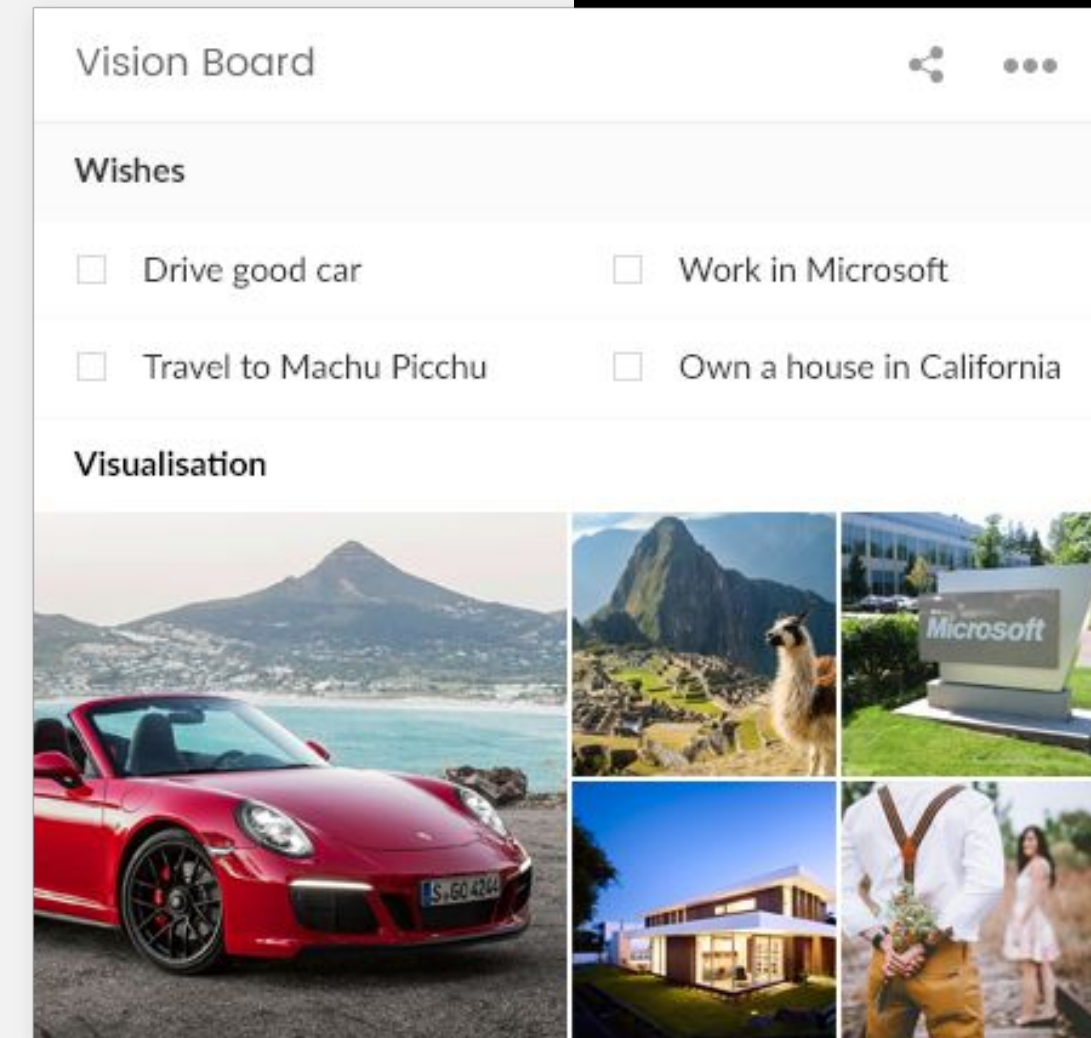 Vision Board
Wishes
Drive good car
Work in Microsoft
Travel to Machu Picchu
Own a house in California
Visualisation
Microsoft
S GO 4244